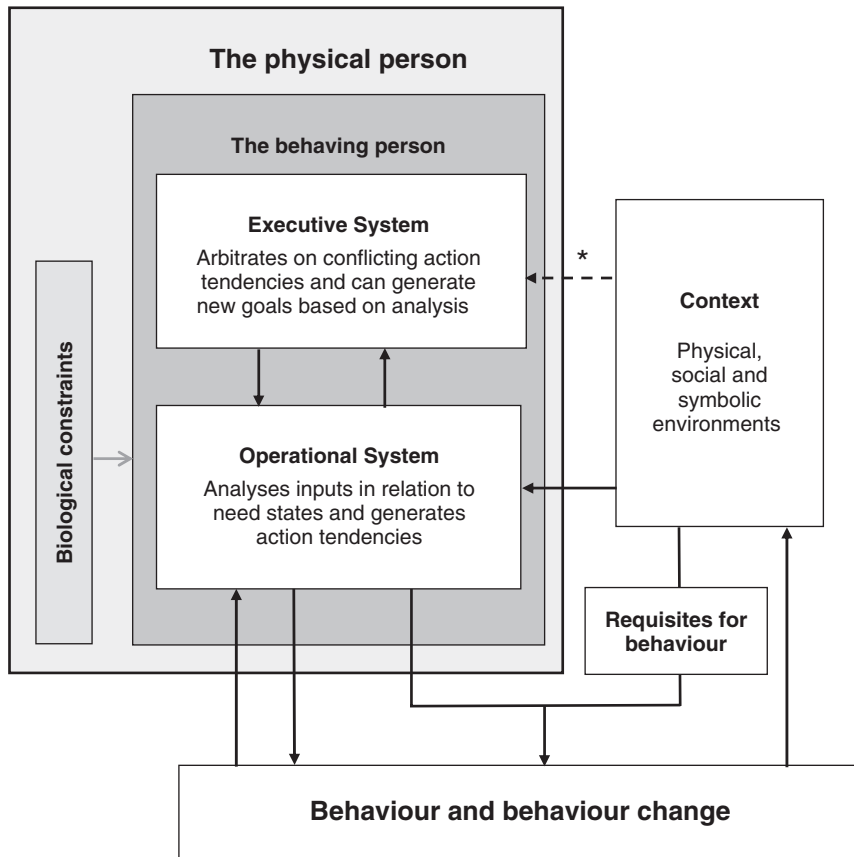 The physical person
The behaving person
Executive System
Arbitrates on conflicting action
tendencies and can generate
new goals based on analysis
*
Context
Physical,
social and
symbolic
environments
Biological constraints
Operational System
Analyses inputs in relation to
need states and generates
action tendencies
Requisites for
behaviour
Behaviour and behaviour change